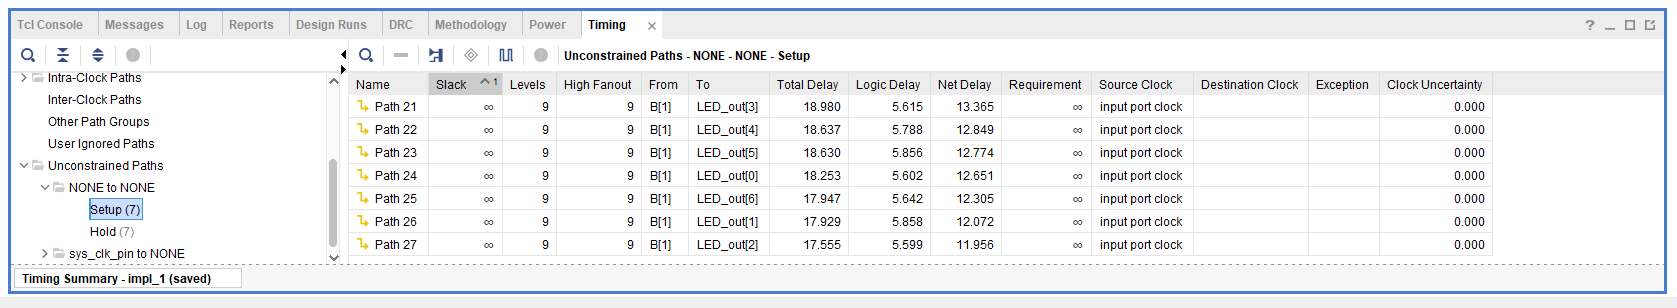 Tcl Console Messages Log Reports Design Runs DRC Methodology Power Timing
Unconstrained Paths - NONE - NONE - Setup
Intra-Clock Paths
Inter-Clock Paths
Other Path Groups
User Ignored Paths
Unconstrained Paths
NONE to NONE
Setup (7)
Hold (7)
sys_clk_pin to NONE
Name Slack 1 Levels High Fanout From To Total Delay Logic Delay Net Delay Requirement Source Clock Destination Clock Exception Clock Uncertainty
Path 21 ∞ 9 9 B[1] LED_out[3] 18.980 5.615 13.365 ∞ input port clock 0.000
Path 22 ∞ 9 9 B[1] LED_out[4] 18.637 5.788 12.849 ∞ input port clock 0.000
Path 23 ∞ 9 9 B[1] LED_out[5] 18.630 5.856 12.774 ∞ input port clock 0.000
Path 24 ∞ 9 9 B[1] LED_out[0] 18.253 5.602 12.651 ∞ input port clock 0.000
Path 25 ∞ 9 9 B[1] LED_out[6] 17.947 5.642 12.305 ∞ input port clock 0.000
Path 26 ∞ 9 9 B[1] LED_out[1] 17.929 5.858 12.072 ∞ input port clock 0.000
Path 27 ∞ 9 9 B[1] LED_out[2] 17.555 5.599 11.956 ∞ input port clock 0.000
Timing Summary - impl_1 (saved)